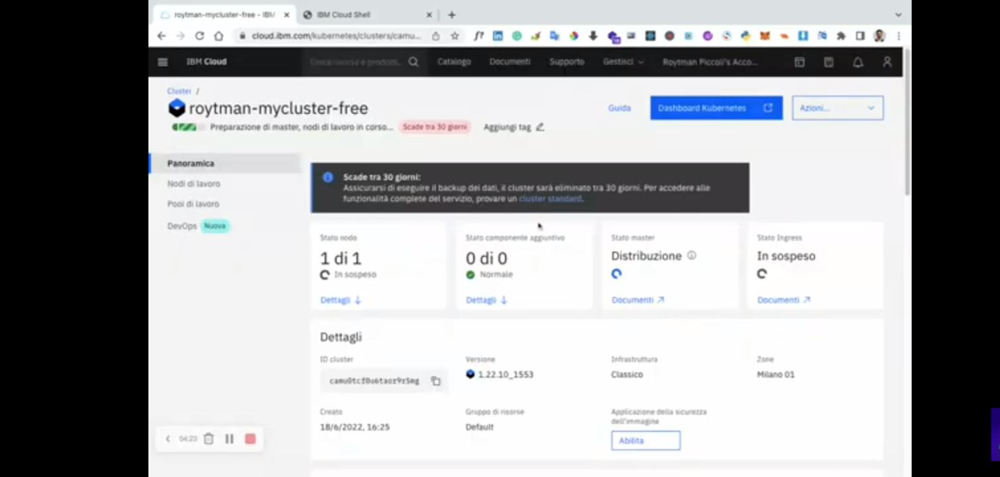 roytman-mycluster-free - IBM
IBM Cloud Shell
cloud.ibm.com/kubernetes/clusters/camu...
IBM Cloud
Catalogo
Documenti
Supporto
Gestisci
Roytman Piccoli's Acco...
Cluster /
roytman-mycluster-free
Guida
Dashboard Kubernetes
Azioni...
Preparazione di master, nodi di lavoro in corso...
Scade tra 30 giorni
Aggiungi tag
Panoramica
Nodi di lavoro
Pool di lavoro
DevOps Nuova
Scade tra 30 giorni:
Assicurarsi di eseguire il backup dei dati, il cluster sarà eliminato tra 30 giorni. Per accedere alle
funzionalità complete del servizio, provare un cluster standard.
Stato nodo
1 di 1
In sospeso
Dettagli
Stato componente aggiuntivo
0 di 0
Normale
Dettagli
Stato master
Distribuzione
Documenti
Stato Ingress
In sospeso
Documenti
Dettagli
ID cluster
camu0tcf0u6taor9r5mg
Versione
1.22.10_1553
Infrastruttura
Classico
Zone
Milano 01
Creato
18/6/2022, 16:25
Gruppo di risorse
Default
Applicazione della sicurezza
dell'immagine
Abilita
04:23